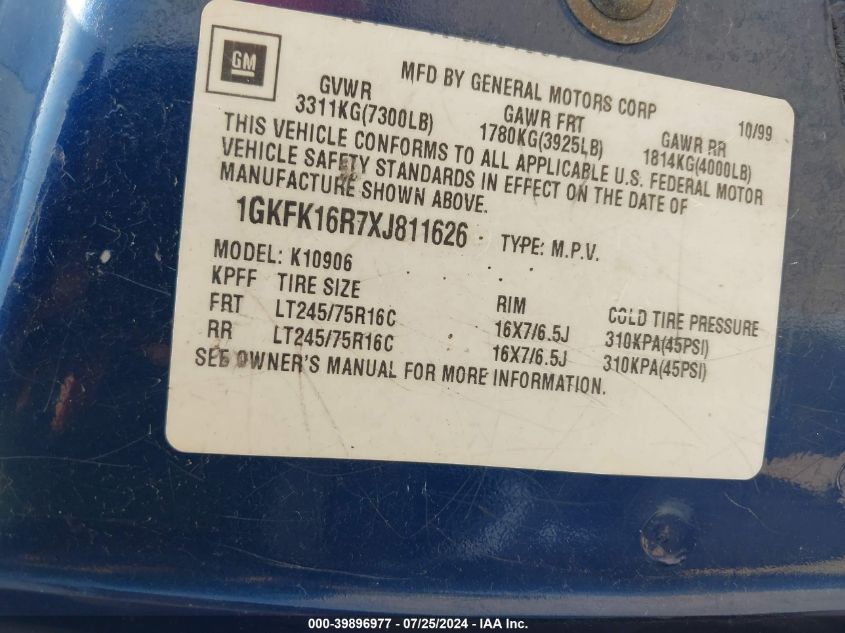 GM
MFD BY GENERAL MOTORS CORP
10/99
GVWR GAWR FRT GAWR RR
3311KG(7300LB) 1780KG(3925LB) 1814KG(4000LB)
THIS VEHICLE CONFORMS TO ALL APPLICABLE U.S. FEDERAL MOTOR
VEHICLE SAFETY STANDARDS IN EFFECT ON THE DATE OF
MANUFACTURE SHOWN ABOVE.
1GKFK16R7XJ811626 TYPE: M.P.V.
MODEL: K10906
KPFF TIRE SIZE RIM COLD TIRE PRESSURE
FRT LT245/75R16C 16X7/6.5J 310KPA(45PSI)
RR LT245/75R16C 16X7/6.5J 310KPA(45PSI)
SEE OWNER'S MANUAL FOR MORE INFORMATION.
000-39896977 - 07/25/2024 - IAA Inc.